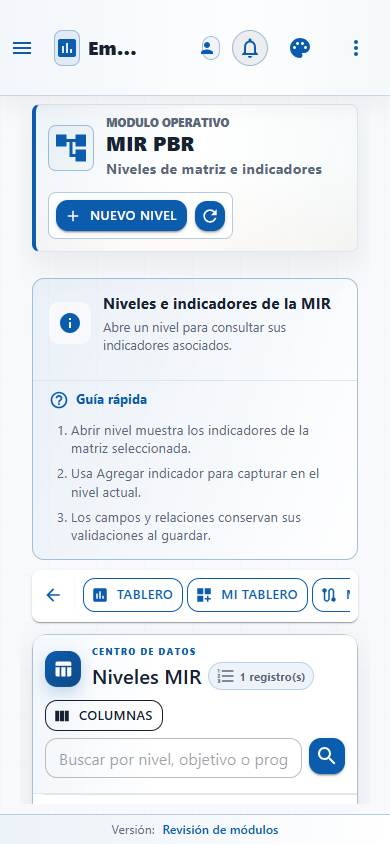 Em...
MODULO OPERATIVO
MIR PBR
Niveles de matriz e indicadores
NUEVO NIVEL
Niveles e indicadores de la MIR
Abre un nivel para consultar sus
indicadores asociados.
Guía rápida
1. Abrir nivel muestra los indicadores de la
matriz seleccionada.
2. Usa Agregar indicador para capturar en el
nivel actual.
3. Los campos y relaciones conservan sus
validaciones al guardar.
TABLERO
MI TABLERO
CENTRO DE DATOS
Niveles MIR
1 registro(s)
COLUMNAS
Buscar por nivel, objetivo o prog
Versión: Revisión de módulos